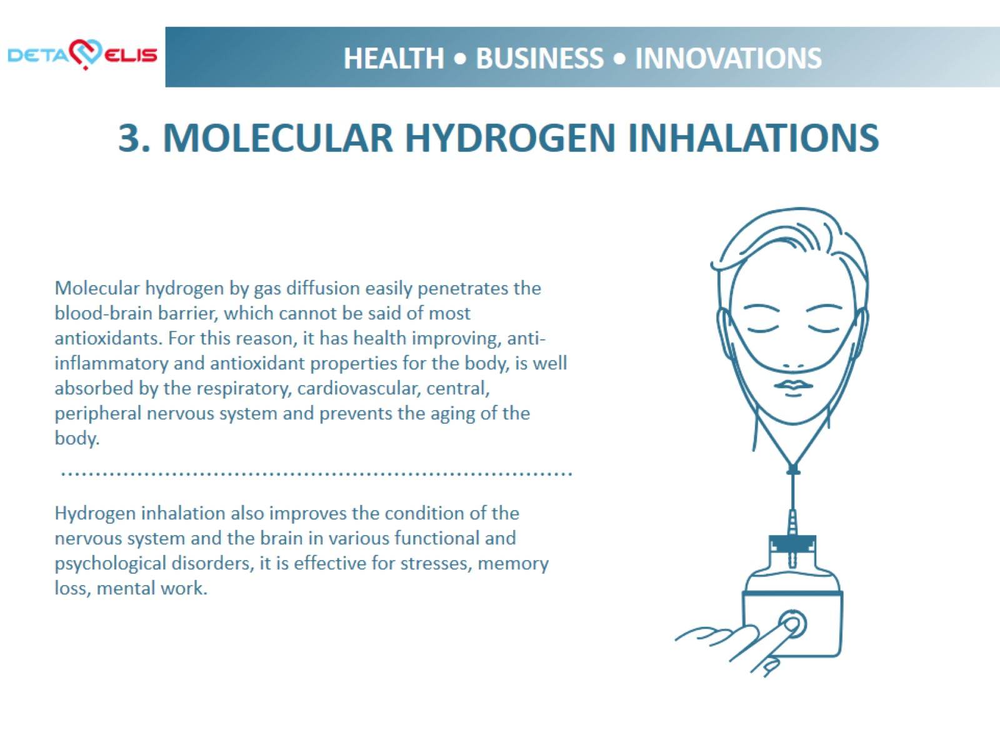 DETA ELIS
HEALTH • BUSINESS • INNOVATIONS
3. MOLECULAR HYDROGEN INHALATIONS
Molecular hydrogen by gas diffusion easily penetrates the
blood-brain barrier, which cannot be said of most
antioxidants. For this reason, it has health improving, anti-
inflammatory and antioxidant properties for the body, is well
absorbed by the respiratory, cardiovascular, central,
peripheral nervous system and prevents the aging of the
body.
Hydrogen inhalation also improves the condition of the
nervous system and the brain in various functional and
psychological disorders, it is effective for stresses, memory
loss, mental work.